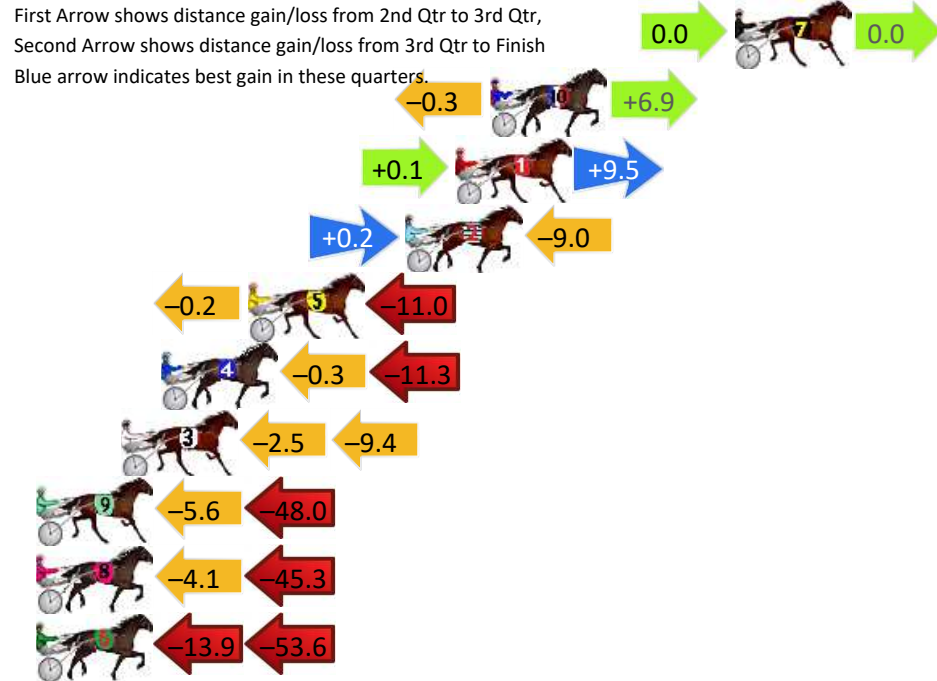 First Arrow shows distance gain/loss from 2nd Qtr to 3rd Qtr,
Second Arrow shows distance gain/loss from 3rd Qtr to Finish
Blue arrow indicates best gain in these quarters.
0.0 7 0.0
–0.3 10 +6.9
+0.1 1 +9.5
+0.2 2 –9.0
–0.2 5 –11.0
4 –0.3 –11.3
3 –2.5 –9.4
9 –5.6 –48.0
8 –4.1 –45.3
6 –13.9 –53.6